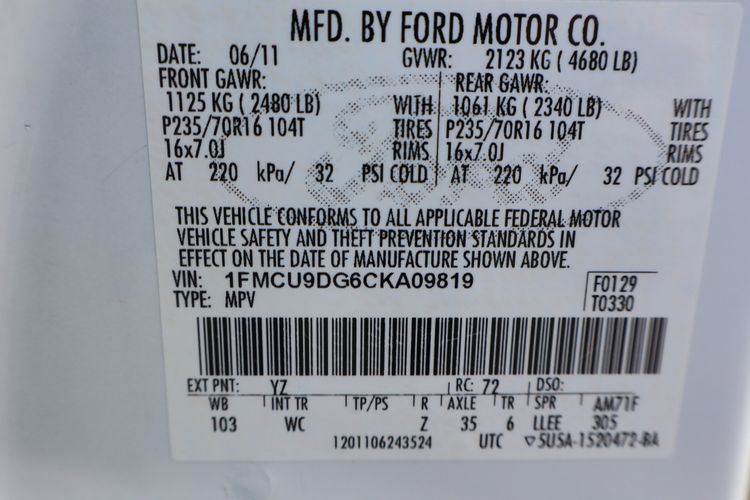 MFD. BY FORD MOTOR CO.
DATE: 06/11 GVWR: 2123 KG ( 4680 LB)
FRONT GAWR: REAR GAWR:
1125 KG ( 2480 LB) WITH 1061 KG ( 2340 LB) WITH
P235/70R16 104T TIRES P235/70R16 104T TIRES
16x7.0J RIMS 16x7.0J RIMS
AT 220 kPa/ 32 PSI COLD AT 220 kPa/ 32 PSI COLD
THIS VEHICLE CONFORMS TO ALL APPLICABLE FEDERAL MOTOR
VEHICLE SAFETY AND THEFT PREVENTION STANDARDS IN
EFFECT ON THE DATE OF MANUFACTURE SHOWN ABOVE.
VIN: 1FMCU9DG6CKA09819 F0129
TYPE: MPV T0330
EXT PNT: YZ RC: 72 DSO:
WB INT TR TP/PS R AXLE TR SPR AM71F
103 WC Z 35 6 LLEE 305
1201106243524 UTC ▽5USA-1520472-BA